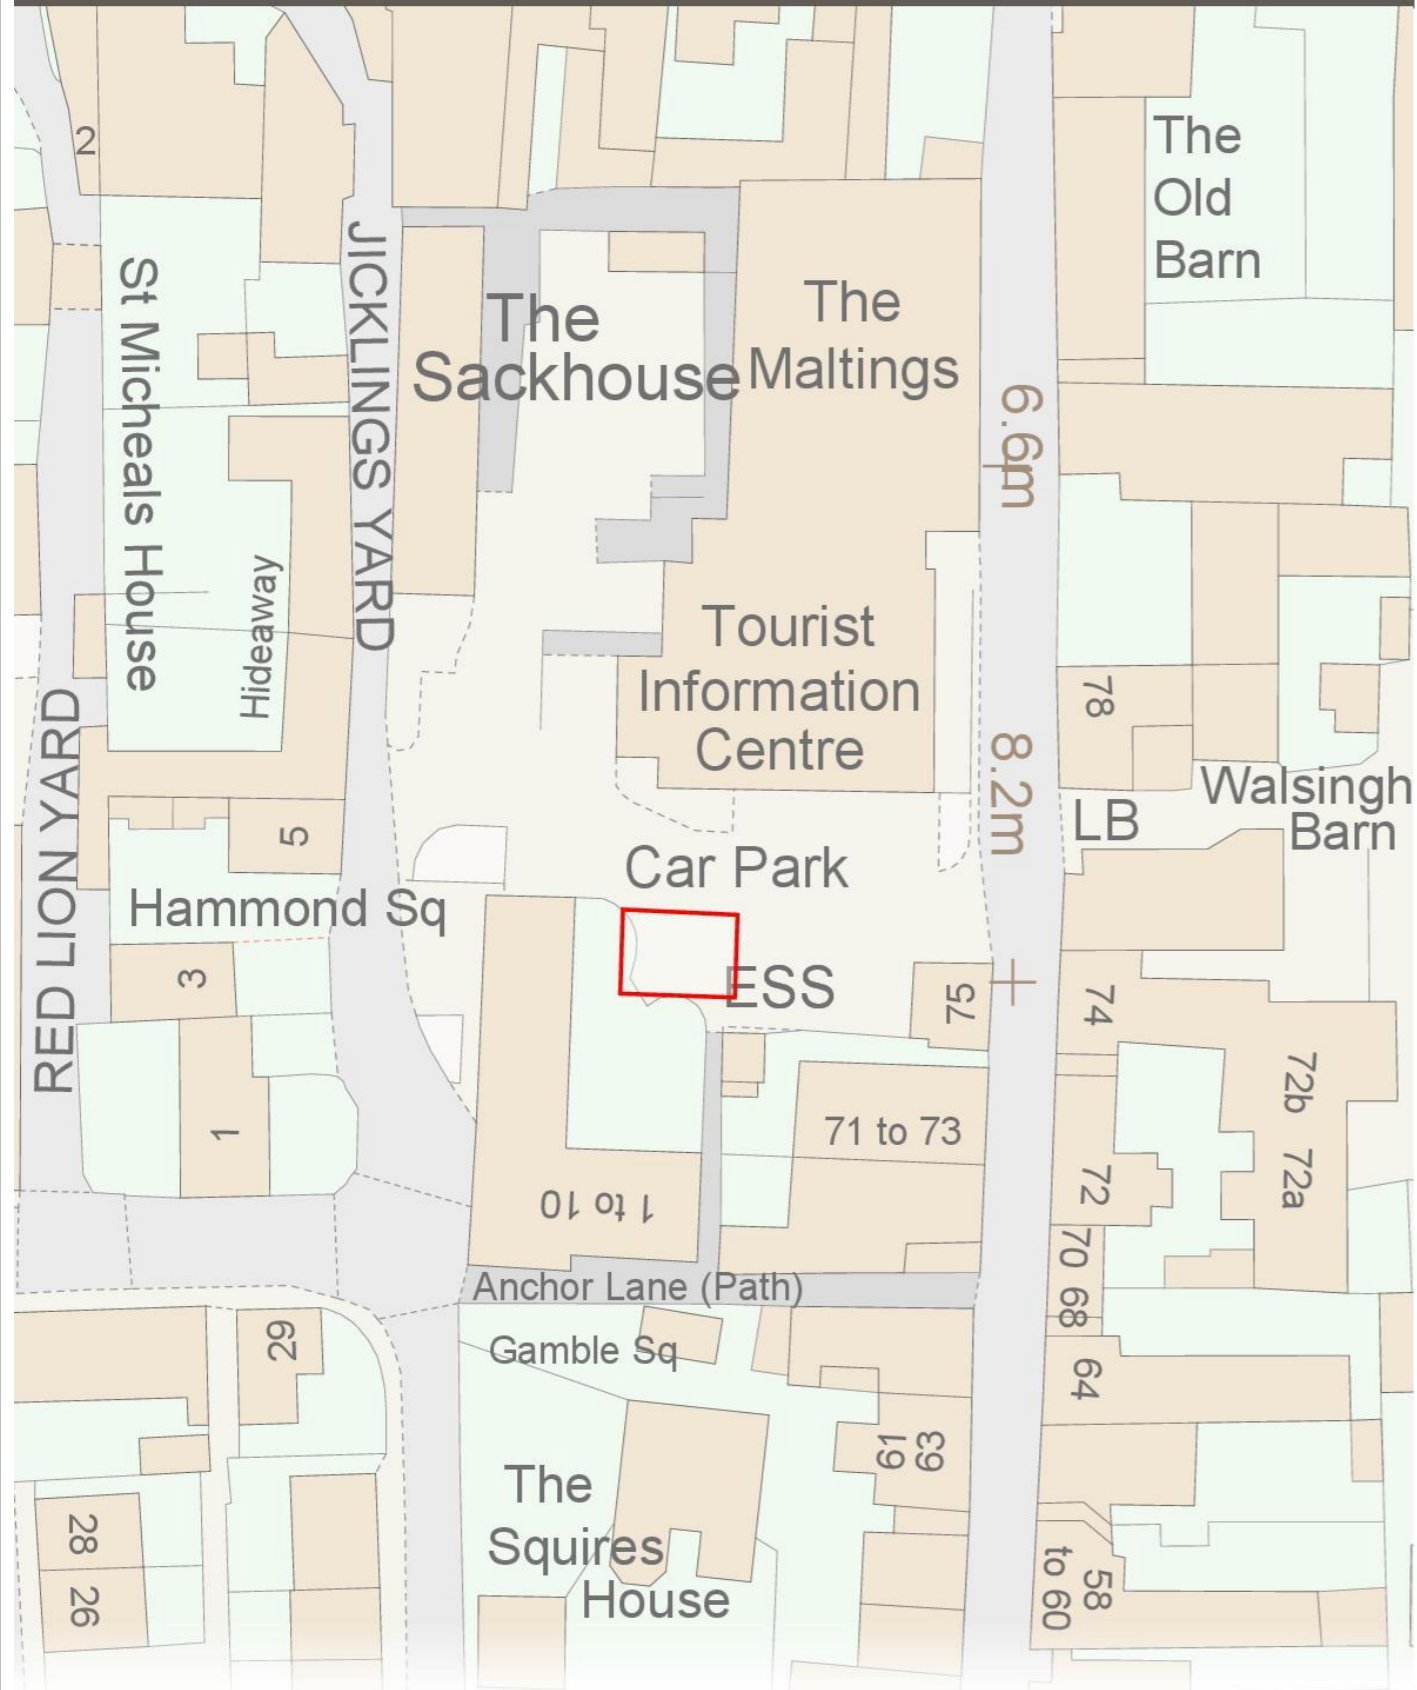 2
The
Old
Barn
St Micheals House
JICKLINGS YARD
The
Sackhouse
The
Maltings
6.6m
Hideaway
Tourist
Information
Centre
RED LION YARD
78
8.2m
Walsingh
Barn
LB
5
Car Park
Hammond Sq
3
ESS
75
74
1
71 to 73
72b
72a
72
1 to 10
70
68
Anchor Lane (Path)
29
Gamble Sq
64
61
63
The
Squires
House
28
26
58
to 60